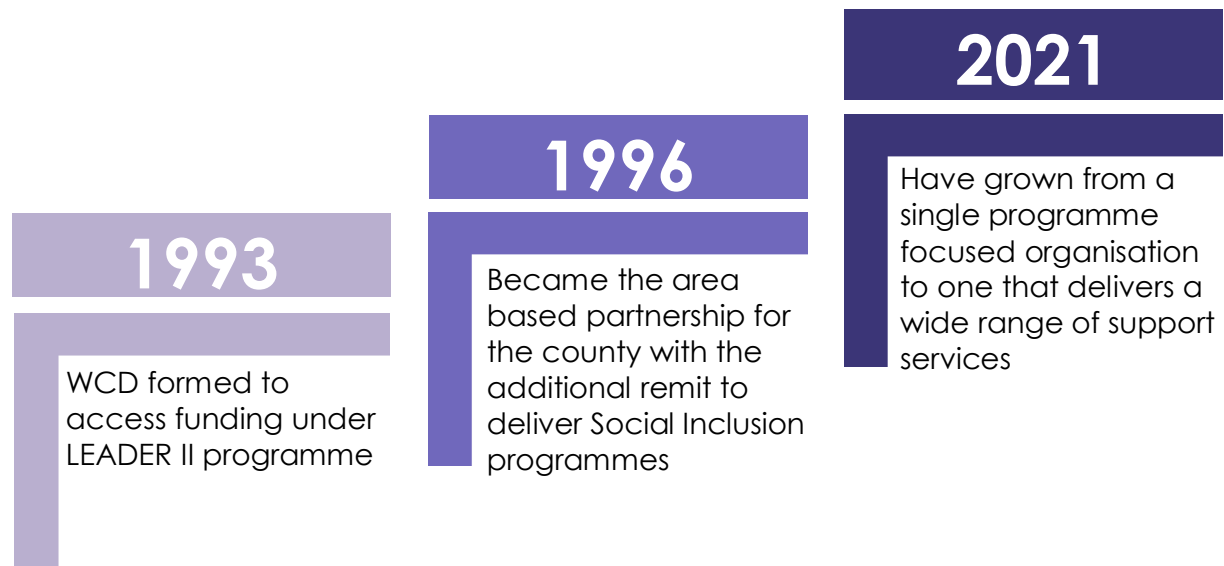 1993
WCD formed to
access funding under
LEADER II programme
1996
Became the area
based partnership for
the county with the
additional remit to
deliver Social Inclusion
programmes
2021
Have grown from a
single programme
focused organisation
to one that delivers a
wide range of support
services